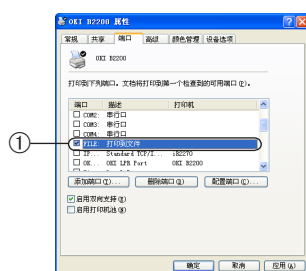 OKI B2200 属性
常规 共享 端口 高级 颜色管理 设备选项
OKI B2200
打印到下列端口。文档将打印到第一个检查到的可用端口(P)。
端口 描述 打印机
COM2: 串行口
COM3: 串行口
COM4: 串行口
① FILE: 打印到文件
IP... Standard TCP/I... :B2270
OK... OKI LPR Port OKI B2200
添加端口(T)... 删除端口(D) 配置端口(C)...
启用双向支持(E)
启用打印机池(N)
确定 取消 应用(A)